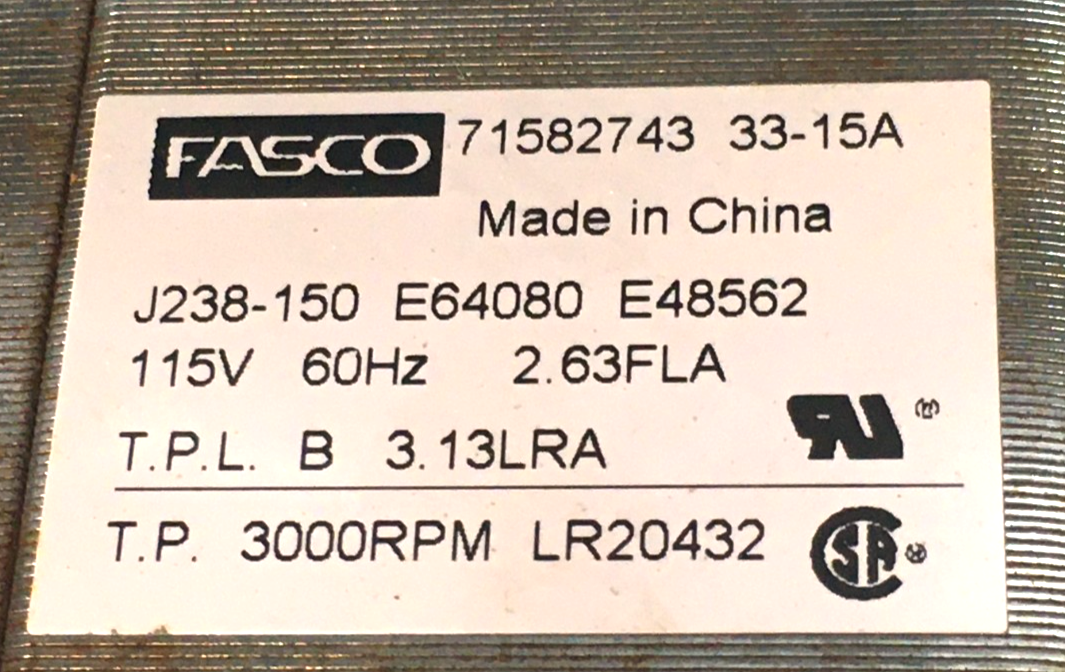 FASCO 71582743 33-15A
Made in China
J238-150 E64080 E48562
115V 60Hz 2.63FLA
T.P.L. B 3.13LRA
T.P. 3000RPM LR20432